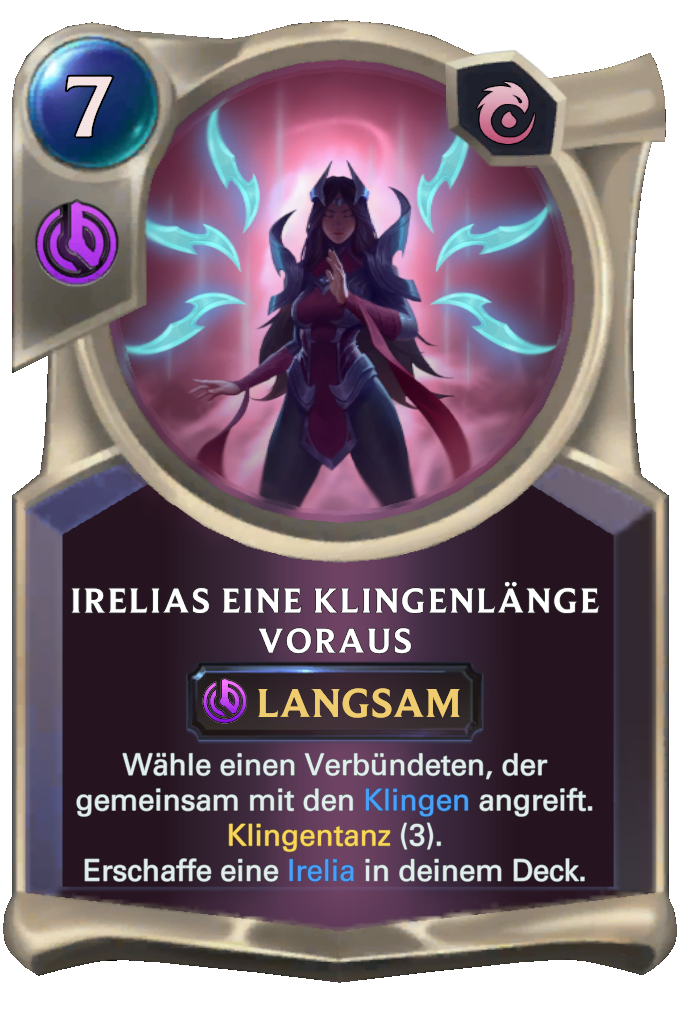 7
IRELIAS EINE KLINGENLÄNGE
VORAUS
LANGSAM
Wähle einen Verbündeten, der
gemeinsam mit den Klingen angreift.
Klingentanz (3).
Erschaffe eine Irelia in deinem Deck.